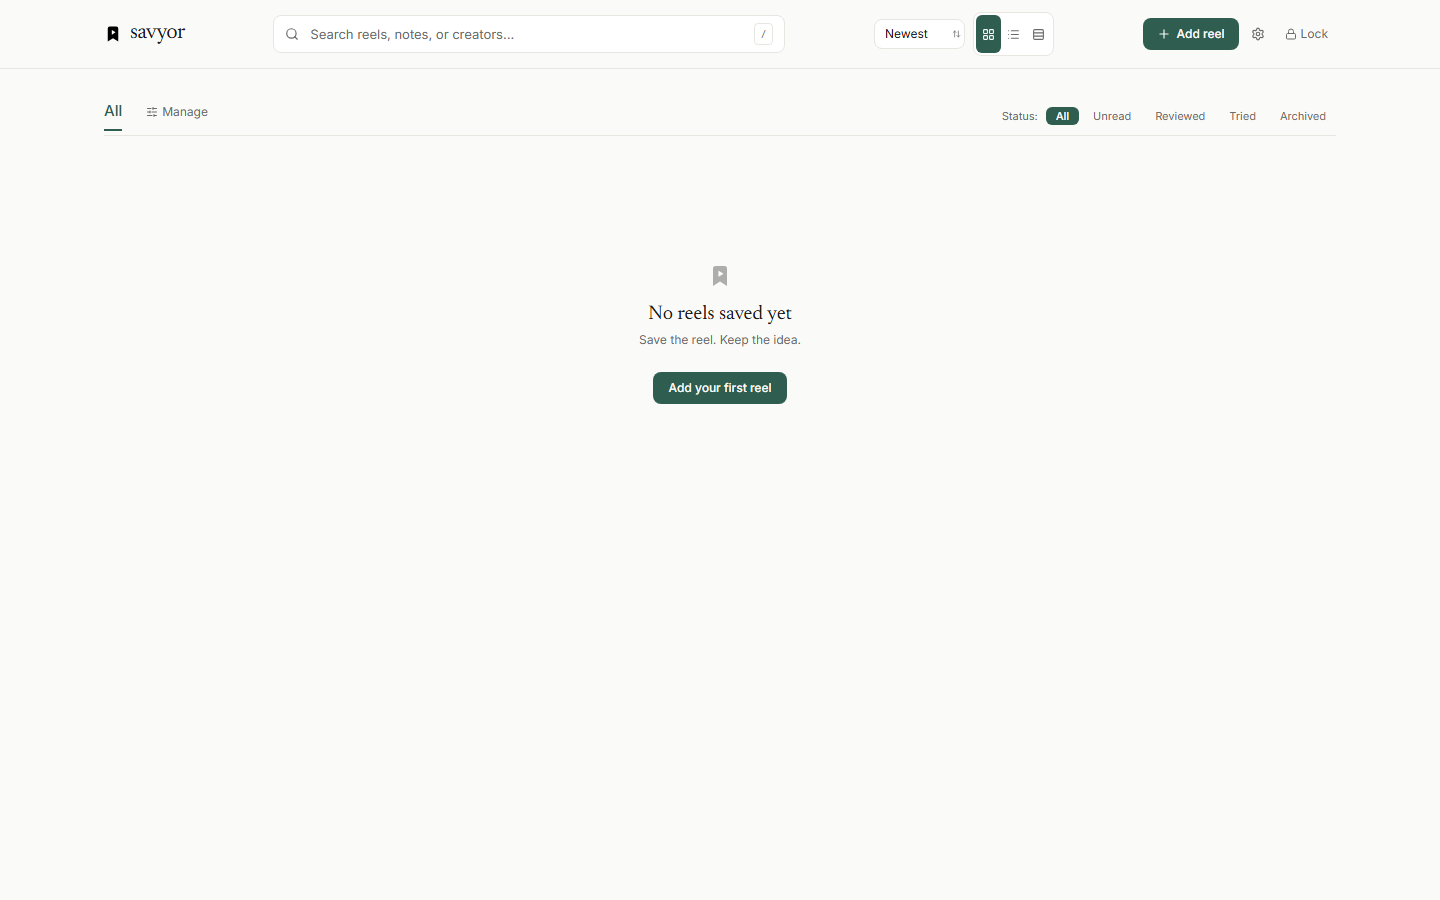 savyor
Search reels, notes, or creators...
/
Newest
Add reel
Lock
All
Manage
Status:
All
Unread
Reviewed
Tried
Archived
No reels saved yet
Save the reel. Keep the idea.
Add your first reel